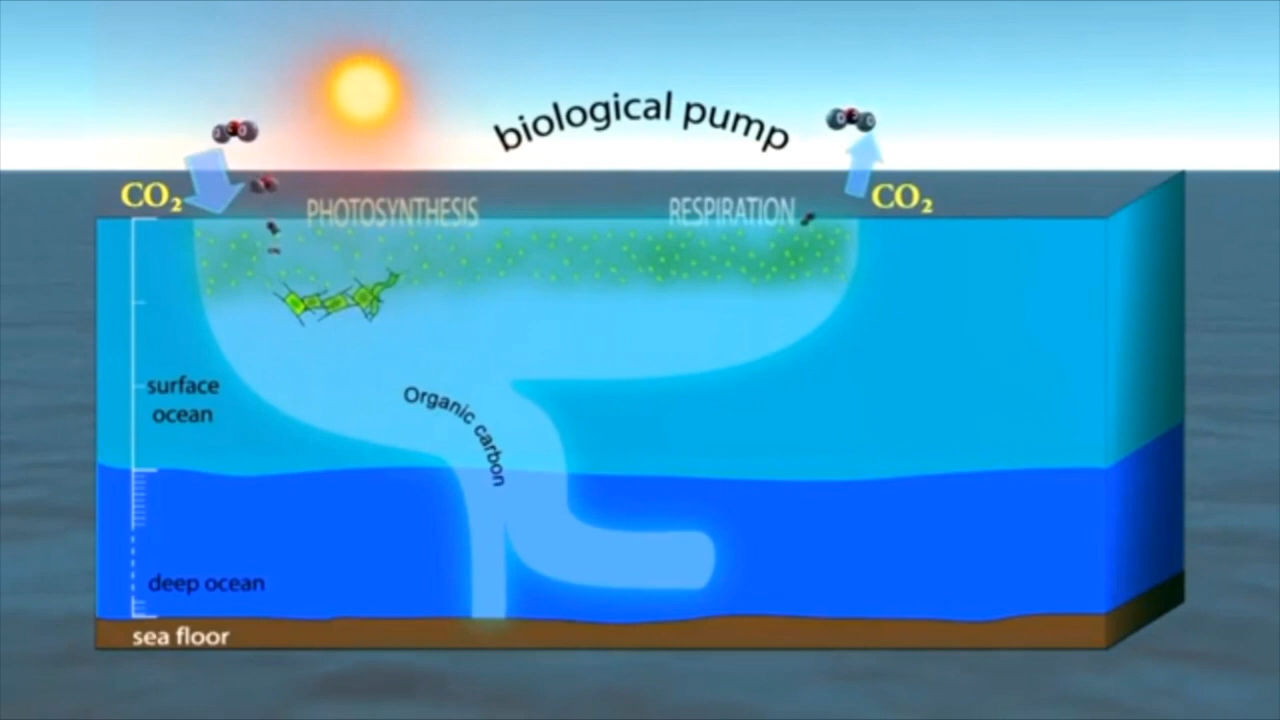 biological pump
CO₂
CO₂
PHOTOSYNTHESIS
RESPIRATION
surface
ocean
Organic carbon
deep ocean
sea floor